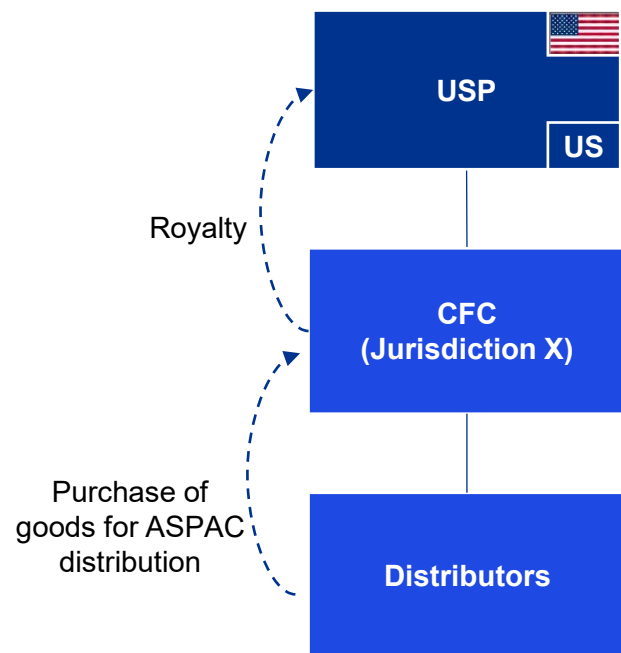 USP
US
Royalty
CFC
(Jurisdiction X)
Purchase of
goods for ASPAC
distribution
Distributors